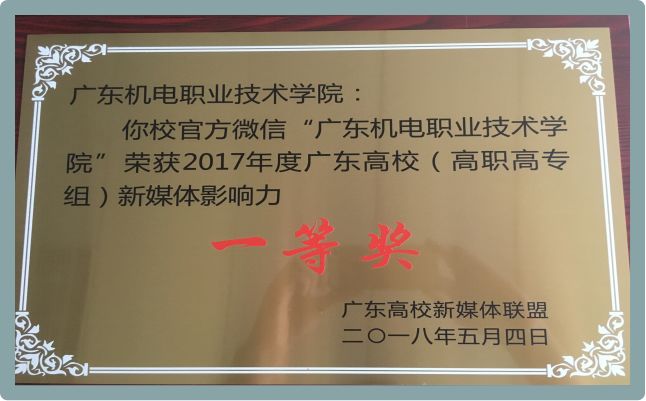 广东机电职业技术学院：
你校官方微信“广东机电职业技术学
院”荣获2017年度广东高校（高职高专
组）新媒体影响力
一等奖
广东高校新媒体联盟
二〇一八年五月四日